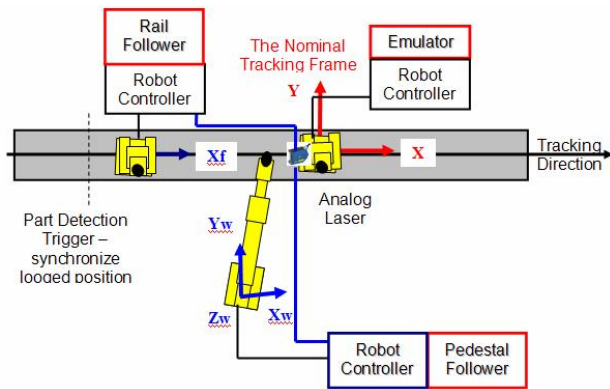 Rail
Follower
Robot
Controller
The Nominal
Tracking Frame
Y
Emulator
Robot
Controller
Xf
X
Tracking
Direction
Analog
Laser
Part Detection
Trigger –
synchronize
logged position
Yw
Zw
Xw
Robot
Controller
Pedestal
Follower